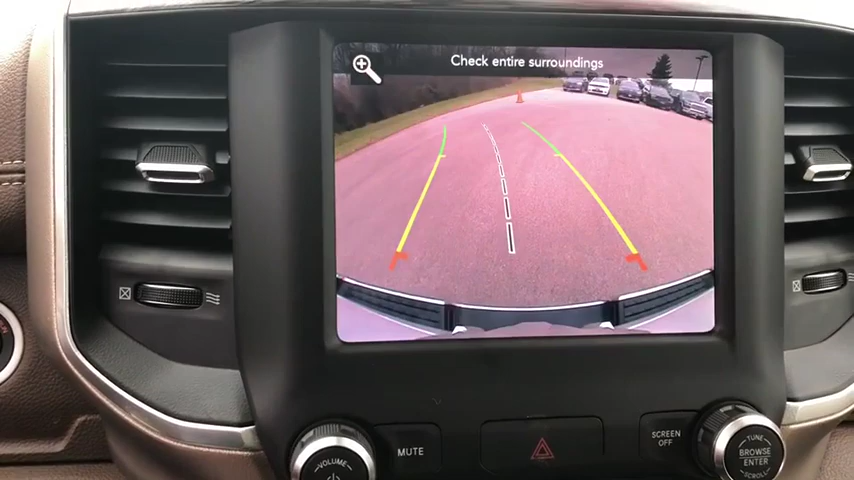 Check entire surroundings
MUTE
SCREEN
OFF
VOLUME
TUNE
BROWSE
ENTER
SCROLL